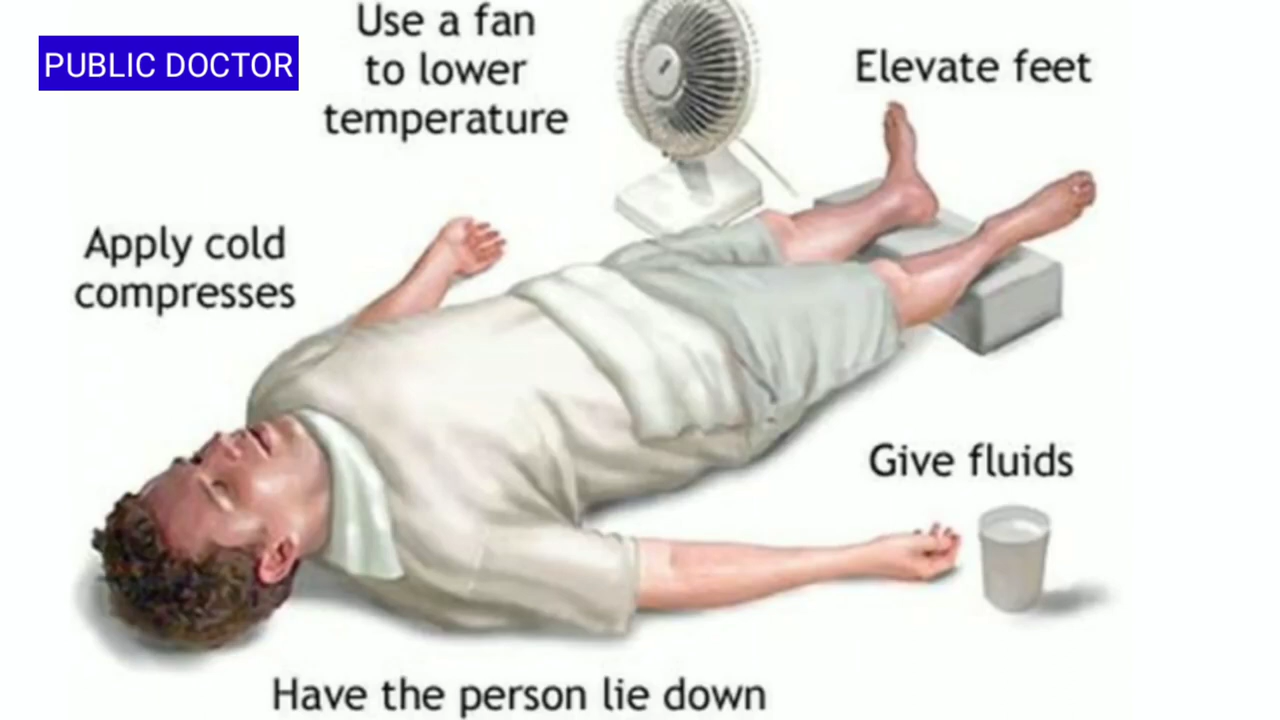 PUBLIC DOCTOR
Use a fan
to lower
temperature
Elevate feet
Apply cold
compresses
Give fluids
Have the person lie down